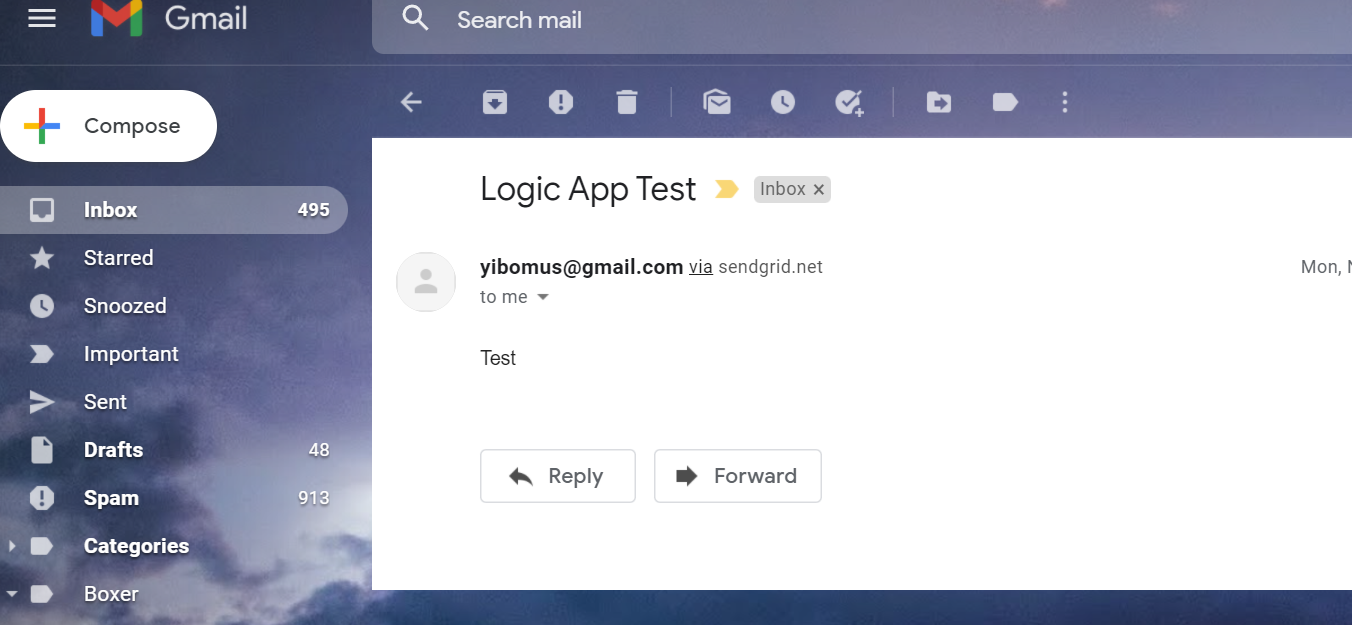 Gmail
Search mail
Compose
Inbox 495
Starred
Snoozed
Important
Sent
Drafts 48
Spam 913
Categories
Boxer
Logic App Test Inbox ×
yibomus@gmail.com via sendgrid.net Mon,
to me
Test
Reply Forward